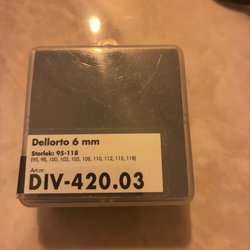 Dellorto 6 mm
Storlek: 95-118
(95, 98, 100, 102, 105, 108, 110, 112, 115, 118)
Art.nr
DIV-420.03